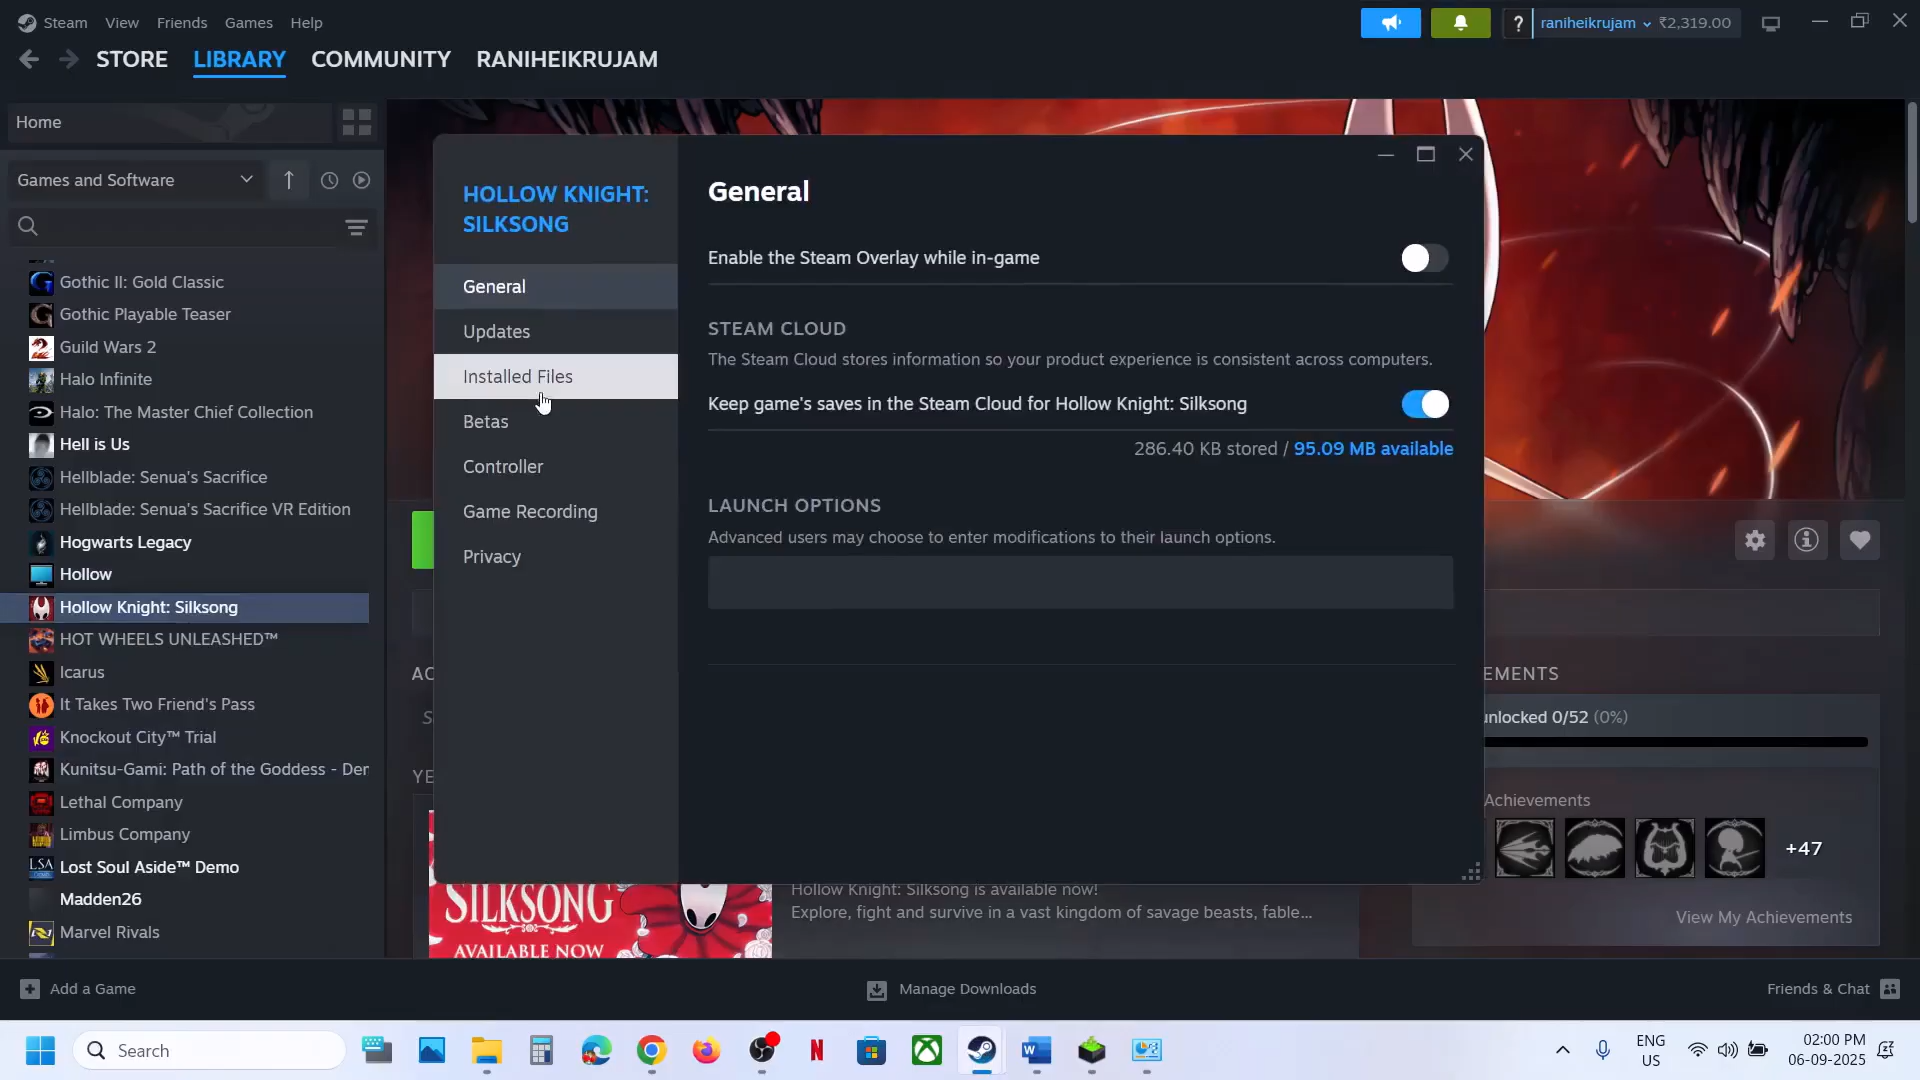 Steam View Friends Games Help
raniheikrujam ₹2,319.00
STORE LIBRARY COMMUNITY RANIHEIKRUJAM
Home
Games and Software
Gothic II: Gold Classic
Gothic Playable Teaser
Guild Wars 2
Halo Infinite
Halo: The Master Chief Collection
Hell is Us
Hellblade: Senua's Sacrifice
Hellblade: Senua's Sacrifice VR Edition
Hogwarts Legacy
Hollow
Hollow Knight: Silksong
HOT WHEELS UNLEASHED™
Icarus
It Takes Two Friend's Pass
Knockout City™ Trial
Kunitsu-Gami: Path of the Goddess - Der
Lethal Company
Limbus Company
Lost Soul Aside™ Demo
Madden26
Marvel Rivals
HOLLOW KNIGHT:
SILKSONG
General
Updates
Installed Files
Betas
Controller
Game Recording
Privacy
General
Enable the Steam Overlay while in-game
STEAM CLOUD
The Steam Cloud stores information so your product experience is consistent across computers.
Keep game's saves in the Steam Cloud for Hollow Knight: Silksong
286.40 KB stored / 95.09 MB available
LAUNCH OPTIONS
Advanced users may choose to enter modifications to their launch options.
AC
S
YE
EMENTS
unlocked 0/52 (0%)
Achievements
+47
View My Achievements
SILKSONG
AVAILABLE NOW
Hollow Knight: Silksong is available now!
Explore, fight and survive in a vast kingdom of savage beasts, fable...
Add a Game
Manage Downloads
Friends & Chat
Search
ENG
US
02:00 PM
06-09-2025